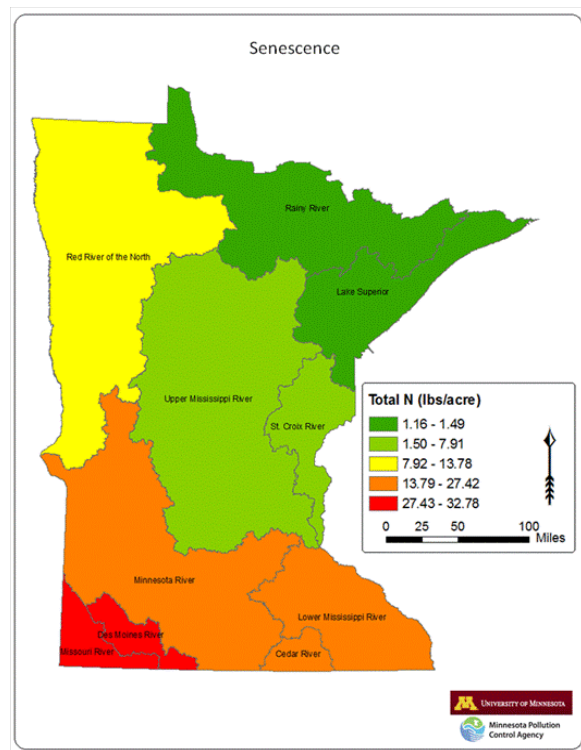 Senescence
Rainy River
Red River of the North
Lake Superior
Upper Mississippi River
St. Croix River
Total N (lbs/acre)
1.16 - 1.49
1.50 - 7.91
7.92 - 13.78
13.79 - 27.42
27.43 - 32.78
0 25 50 100
Miles
Minnesota River
Lower Mississippi River
Des Moines River
Missouri River
Cedar River
M UNIVERSITY OF MINNESOTA
Minnesota Pollution
Control Agency